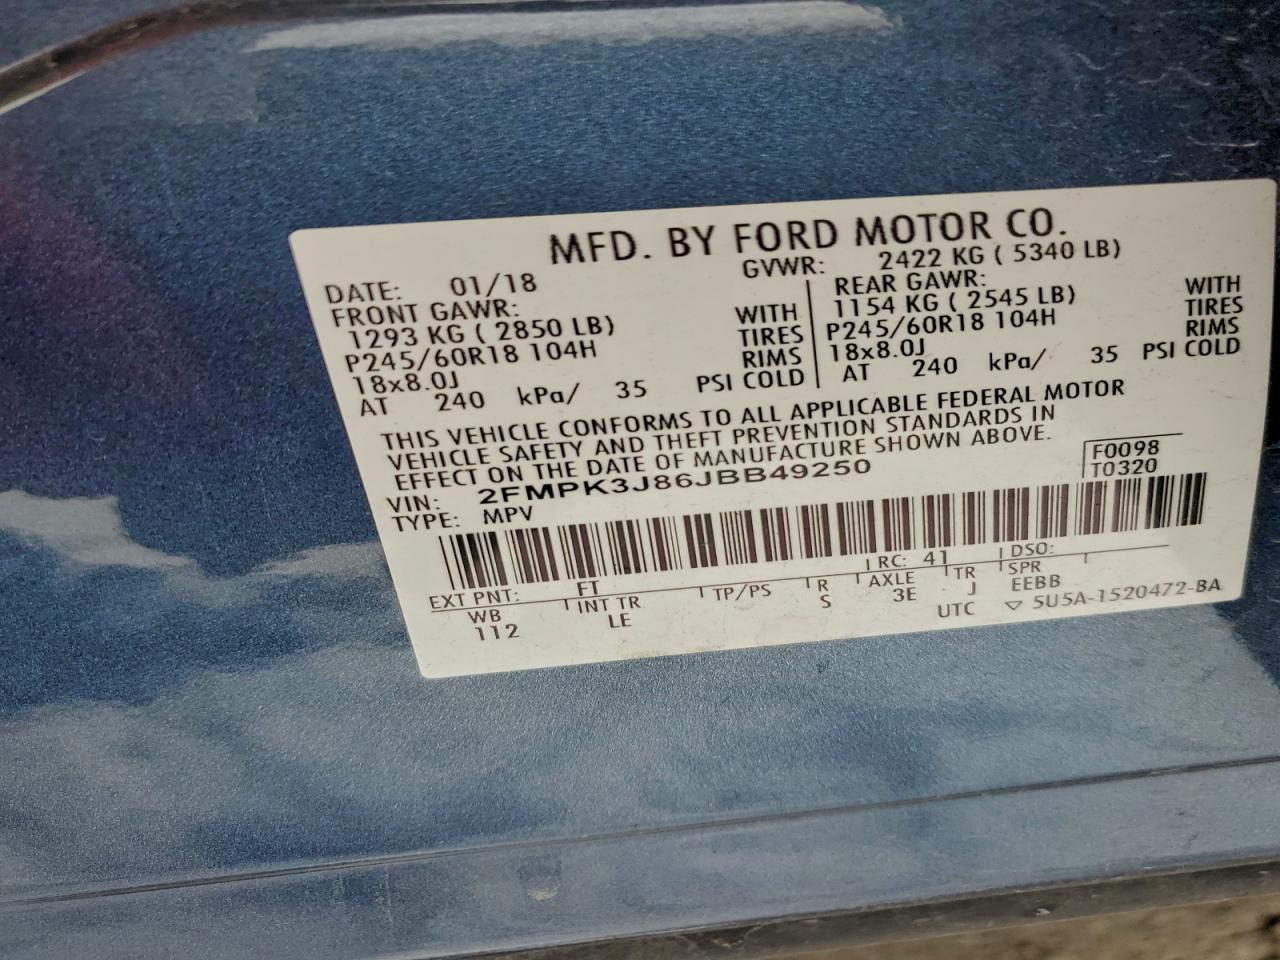 MFD. BY FORD MOTOR CO.
DATE: 01/18 GVWR: 2422 KG ( 5340 LB)
FRONT GAWR: REAR GAWR:
1293 KG ( 2850 LB) WITH 1154 KG ( 2545 LB) WITH
P245/60R18 104H TIRES P245/60R18 104H TIRES
18x8.0J RIMS 18x8.0J RIMS
AT 240 kPa/ 35 PSI COLD AT 240 kPa/ 35 PSI COLD
THIS VEHICLE CONFORMS TO ALL APPLICABLE FEDERAL MOTOR
VEHICLE SAFETY AND THEFT PREVENTION STANDARDS IN
EFFECT ON THE DATE OF MANUFACTURE SHOWN ABOVE.
VIN: 2FMPK3J86JBB49250 F0098
TYPE: MPV T0320
EXT PNT: FT RC: 41 DSO:
WB INT TR TP/PS R AXLE TR SPR
112 LE S 3E J EEBB
UTC ▽ 5U5A-1520472-BA